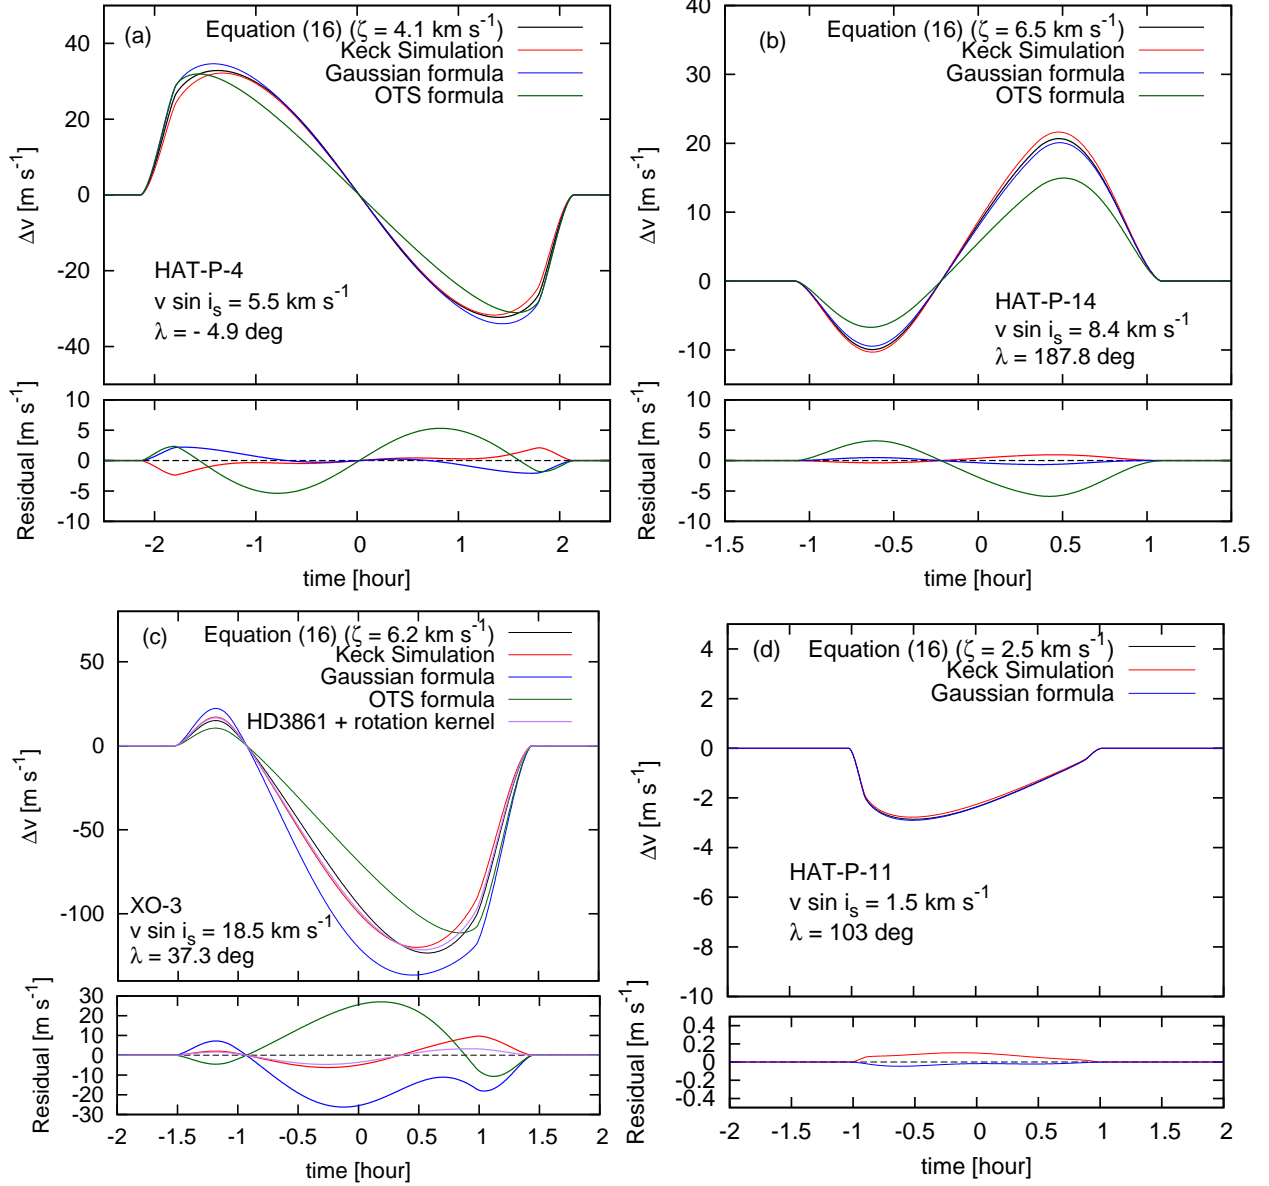 (a)
Equation (16) (ζ = 4.1 km s-1)
Keck Simulation
Gaussian formula
OTS formula
40
20
0
-20
-40
Δv [m s-1]
HAT-P-4
v sin is = 5.5 km s-1
λ = - 4.9 deg
10
5
0
-5
-10
Residual [m s-1]
-2 -1 0 1 2
time [hour]
(b)
Equation (16) (ζ = 6.5 km s-1)
Keck Simulation
Gaussian formula
OTS formula
40
30
20
10
0
-10
Δv [m s-1]
HAT-P-14
v sin is = 8.4 km s-1
λ = 187.8 deg
10
5
0
-5
-10
Residual [m s-1]
-1.5 -1 -0.5 0 0.5 1 1.5
time [hour]
(c)
Equation (16) (ζ = 6.2 km s-1)
Keck Simulation
Gaussian formula
OTS formula
HD3861 + rotation kernel
50
0
-50
-100
Δv [m s-1]
XO-3
v sin is = 18.5 km s-1
λ = 37.3 deg
30
20
10
0
-10
-20
-30
Residual [m s-1]
-2 -1.5 -1 -0.5 0 0.5 1 1.5 2
time [hour]
(d)
Equation (16) (ζ = 2.5 km s-1)
Keck Simulation
Gaussian formula
4
2
0
-2
-4
-6
-8
-10
Δv [m s-1]
HAT-P-11
v sin is = 1.5 km s-1
λ = 103 deg
0.4
0.2
0
-0.2
-0.4
Residual [m s-1]
-2 -1.5 -1 -0.5 0 0.5 1 1.5 2
time [hour]